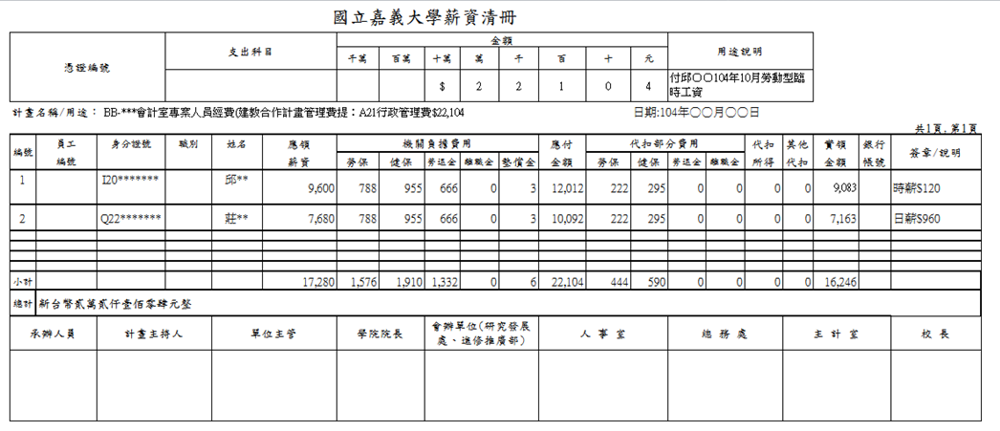 國立嘉義大學薪資清冊
憑證編號 支出科目 金額 用途說明
千萬 百萬 十萬 萬 千 百 十 元
$ 2 2 1 0 4 付邱〇〇104年10月勞動型臨時工資
計畫名稱/用途： BB-***會計室專案人員經費(建教合作計畫管理費提：A21行政管理費$22,104 日期:104年〇〇月〇〇日
共1頁, 第1頁
編號 員工編號 身分證號 職別 姓名 應領薪資 機關負擔費用 應付金額 代扣部分費用 代扣所得 其他代扣 實領金額 銀行帳號 簽章/說明
勞保 健保 勞退金 離職金 墊償金 勞保 健保 勞退金 離職金
1 I20******* 邱** 9,600 788 955 666 0 3 12,012 222 295 0 0 0 0 9,083 時薪$120
2 Q22******* 莊** 7,680 788 955 666 0 3 10,092 222 295 0 0 0 0 7,163 日薪$960
小計 17,280 1,576 1,910 1,332 0 6 22,104 444 590 0 0 0 0 16,246
總計 新台幣貳萬貳仟壹佰零肆元整
承辦人員 計畫主持人 單位主管 學院院長 會辦單位(研究發展處、進修推廣部) 人事室 總務處 主計室 校長